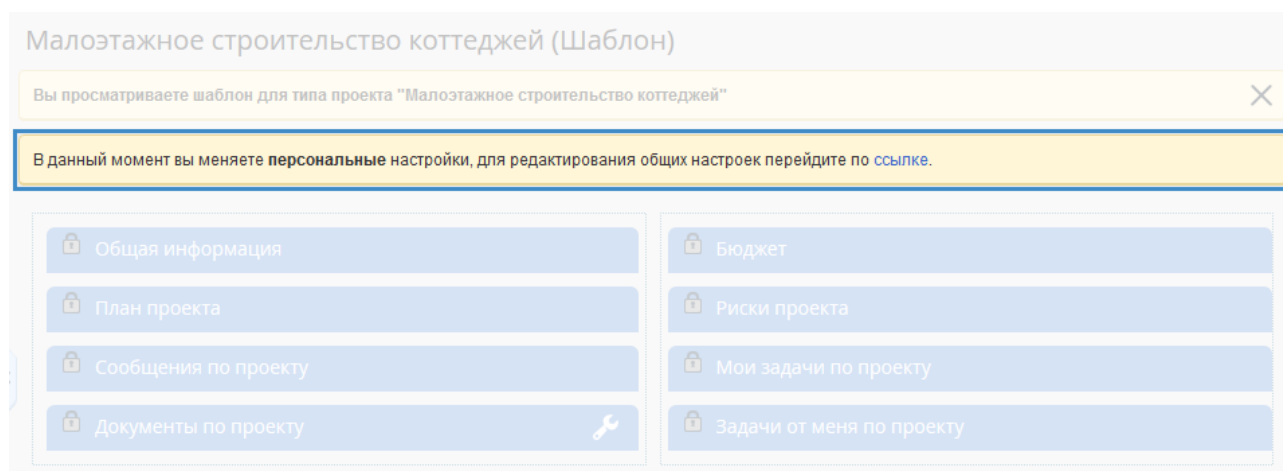 Малоэтажное строительство коттеджей (Шаблон)
Вы просматриваете шаблон для типа проекта "Малоэтажное строительство коттеджей"
В данный момент вы меняете персональные настройки, для редактирования общих настроек перейдите по ссылке.
Общая информация
Бюджет
План проекта
Риски проекта
Сообщения по проекту
Мои задачи по проекту
Документы по проекту
Задачи от меня по проекту